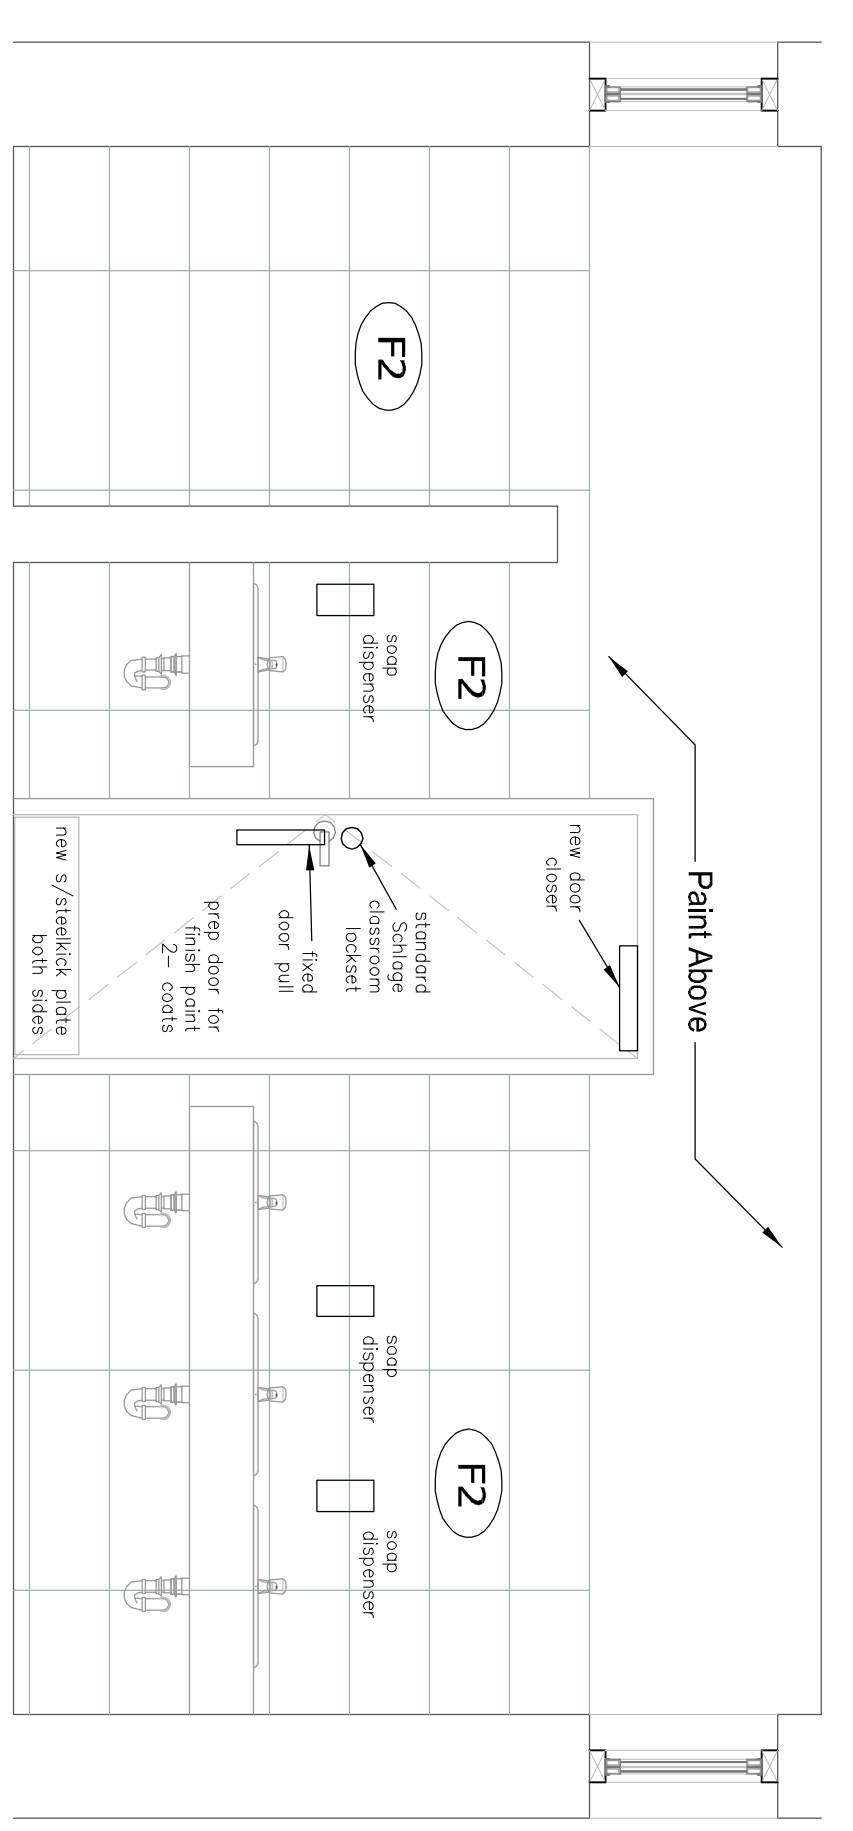 F2
soap
dispenser
F2
Paint Above
new door
closer
standard
Schlage
classroom
lockset
fixed
door pull
prep door for
finish paint
2- coats
new s/steelkick plate
both sides
soap
dispenser
F2
soap
dispenser